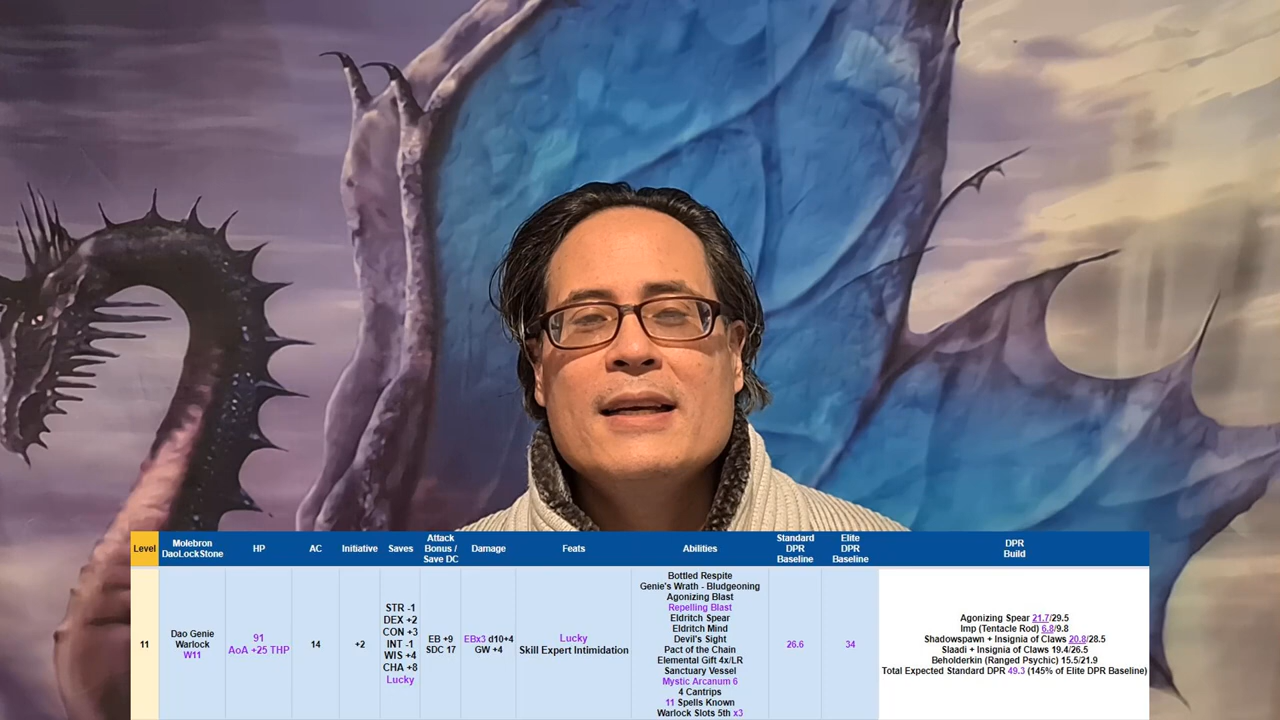 Level
Molebron
DaoLockStone
HP
AC
Initiative
Saves
Attack
Bonus /
Save DC
Damage
Feats
Abilities
Standard
DPR
Baseline
Elite
DPR
Baseline
DPR
Build
11
Dao Genie
Warlock
W11
91
AoA +25 THP
14
+2
STR -1
DEX +2
CON +3
INT -1
WIS +4
CHA +8
Lucky
EB +9
SDC 17
EBx3 d10+4
GW +4
Lucky
Skill Expert Intimidation
Bottled Respite
Genie's Wrath - Bludgeoning
Agonizing Blast
Repelling Blast
Eldritch Spear
Eldritch Mind
Devil's Sight
Pact of the Chain
Elemental Gift 4x/LR
Sanctuary Vessel
Mystic Arcanum 6
4 Cantrips
11 Spells Known
Warlock Slots 5th x3
26.6
34
Agonizing Spear 21.7/29.5
Imp (Tentacle Rod) 6.8/9.8
Shadowspawn + Insignia of Claws 20.8/28.5
Slaadi + Insignia of Claws 19.4/26.5
Beholderkin (Ranged Psychic) 15.5/21.9
Total Expected Standard DPR 49.3 (145% of Elite DPR Baseline)